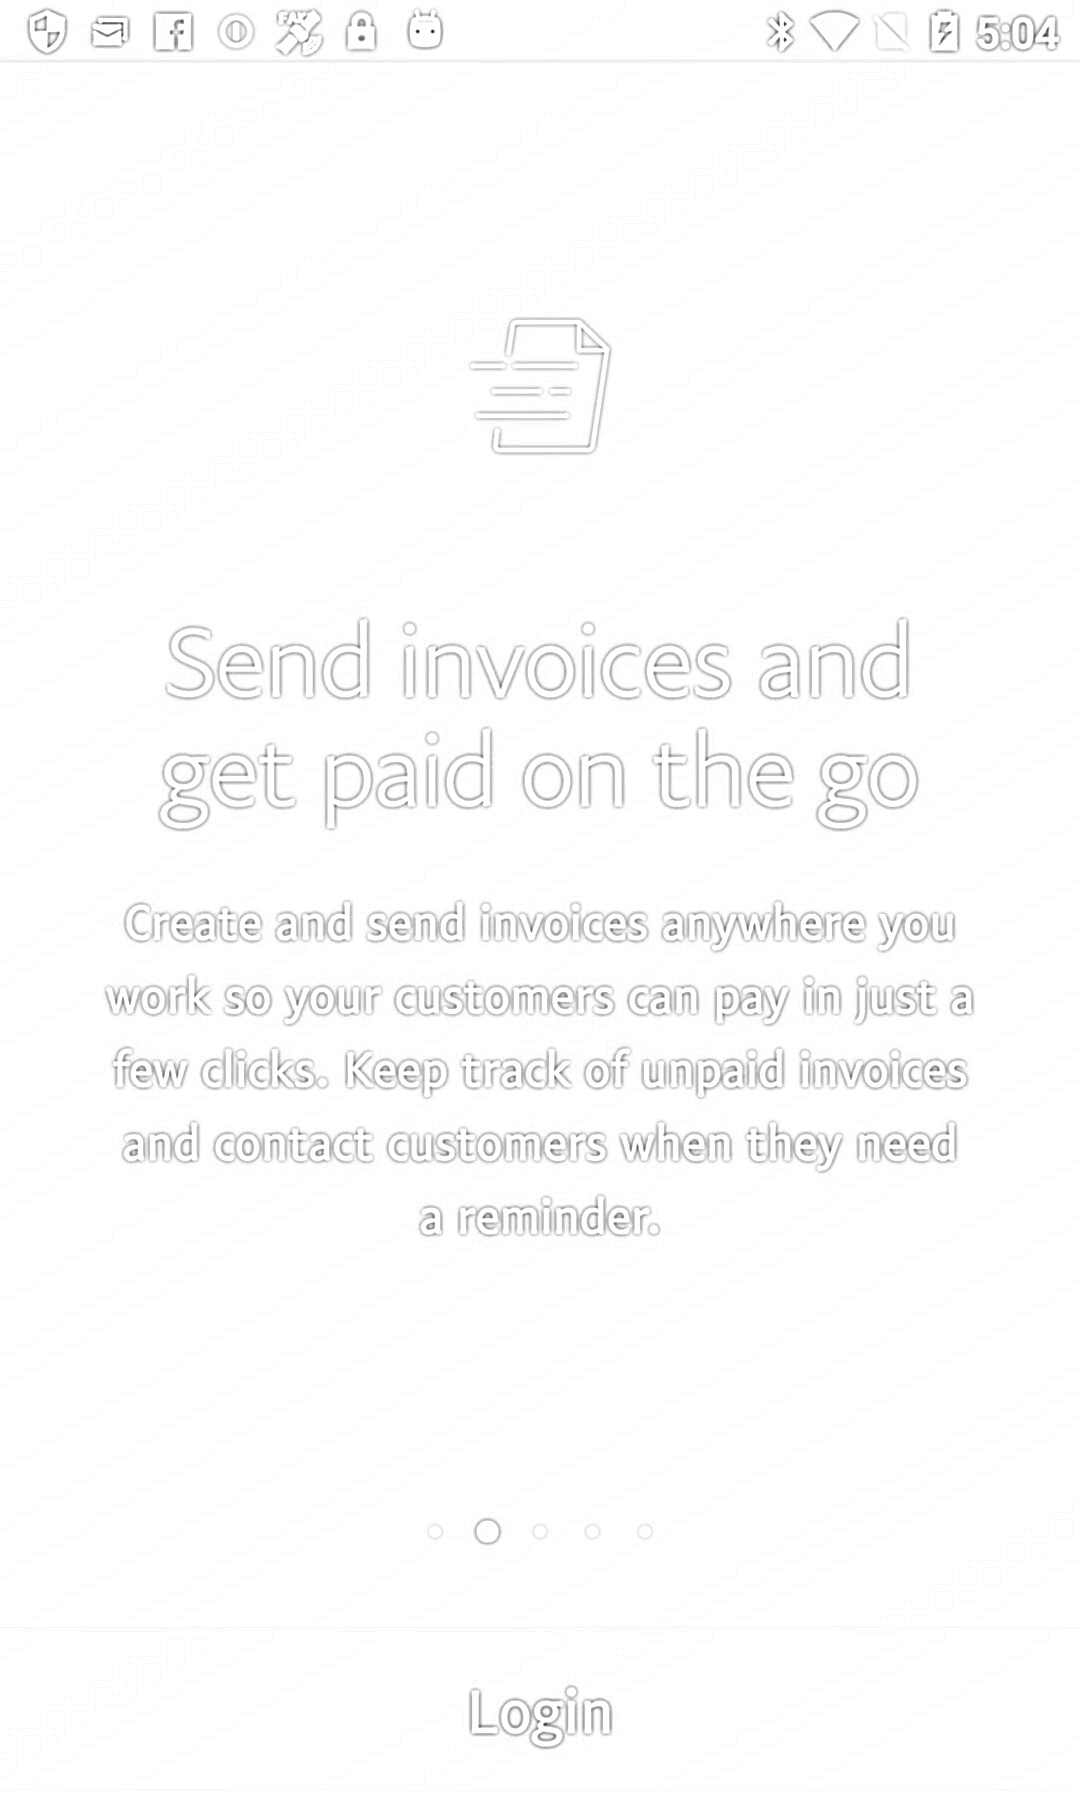 5:04
Send invoices and
get paid on the go
Create and send invoices anywhere you
work so your customers can pay in just a
few clicks. Keep track of unpaid invoices
and contact customers when they need
a reminder.
Login